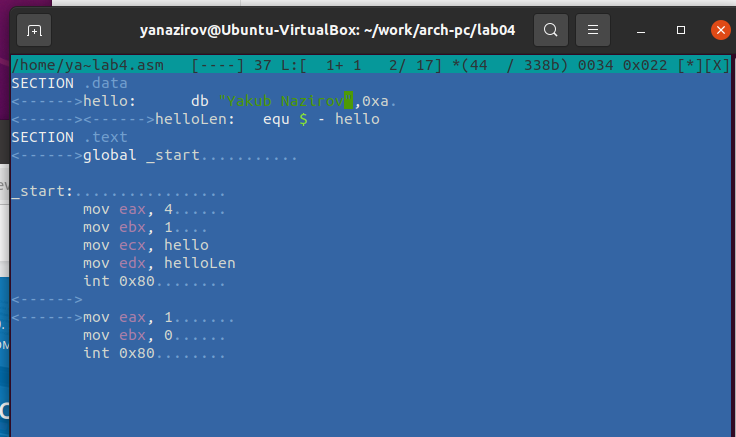 yanazirov@Ubuntu-VirtualBox: ~/work/arch-pc/lab04
/home/ya~lab4.asm   [----] 37 L:[  1+ 1   2/ 17] *(44  / 338b) 0034 0x022 [*][X]
SECTION .data
<------>hello:      db "Yakub Nazirov",0xa.
<------><------>helloLen:   equ $ - hello
SECTION .text
<------>global _start...........
_start:.................
        mov eax, 4......
        mov ebx, 1....
        mov ecx, hello
        mov edx, helloLen
        int 0x80........
<------>
<------>mov eax, 1.......
        mov ebx, 0......
        int 0x80........